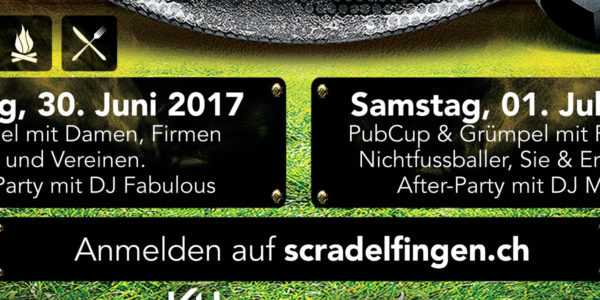 g, 30. Juni 2017
el mit Damen, Firmen
und Vereinen.
Party mit DJ Fabulous
Samstag, 01. Jul
PubCup & Grümpel mit F
Nichtfussballer, Sie & E
After-Party mit DJ M
Anmelden auf scradelfingen.ch